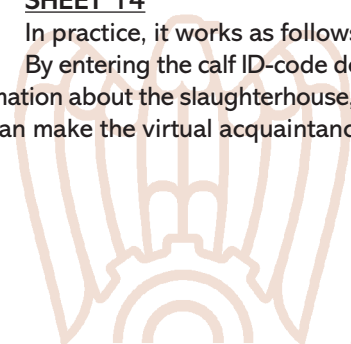 SHEET 14
In practice, it works as follow
By entering the calf ID-code d
mation about the slaughterhouse,
an make the virtual acquaintanc